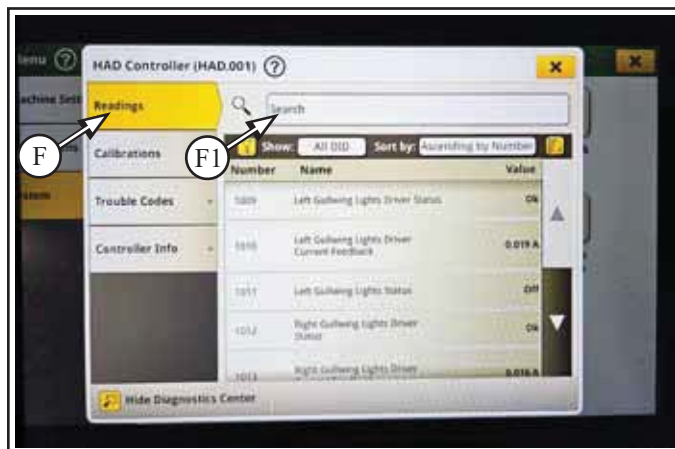 HAD Controller (HAD.001) ?
Readings
Search
F
F1
Calibrations
Show: All DID Sort by: Ascending by Number
Number Name Value
Trouble Codes
1009 Left Gullwing Lights Driver Status Ok
Controller Info
1010 Left Gullwing Lights Driver
Current Feedback 0.019 A
1011 Left Gullwing Lights Status Off
1012 Right Gullwing Lights Driver
Status Ok
1013 Right Gullwing Lights Driver 0.016 A
Hide Diagnostics Center